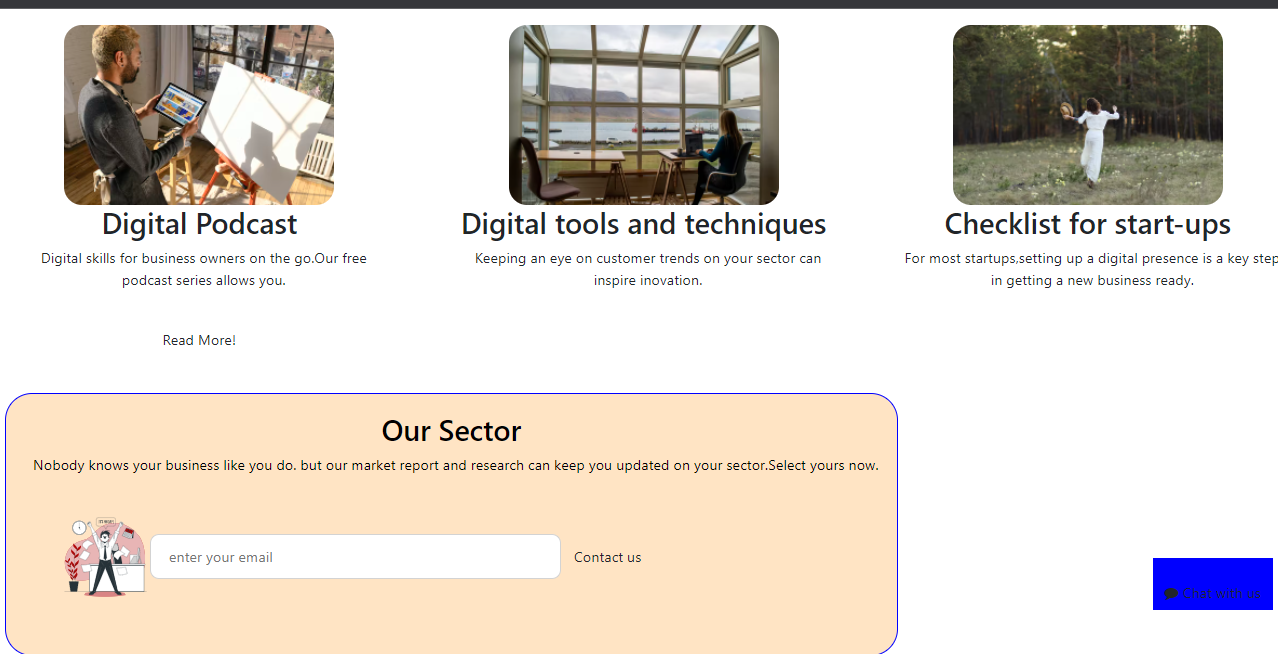 Digital Podcast
Digital skills for business owners on the go.Our free
podcast series allows you.
Read More!
Digital tools and techniques
Keeping an eye on customer trends on your sector can
inspire inovation.
Checklist for start-ups
For most startups,setting up a digital presence is a key step
in getting a new business ready.
Our Sector
Nobody knows your business like you do. but our market report and research can keep you updated on your sector.Select yours now.
enter your email
Contact us
Chat with us